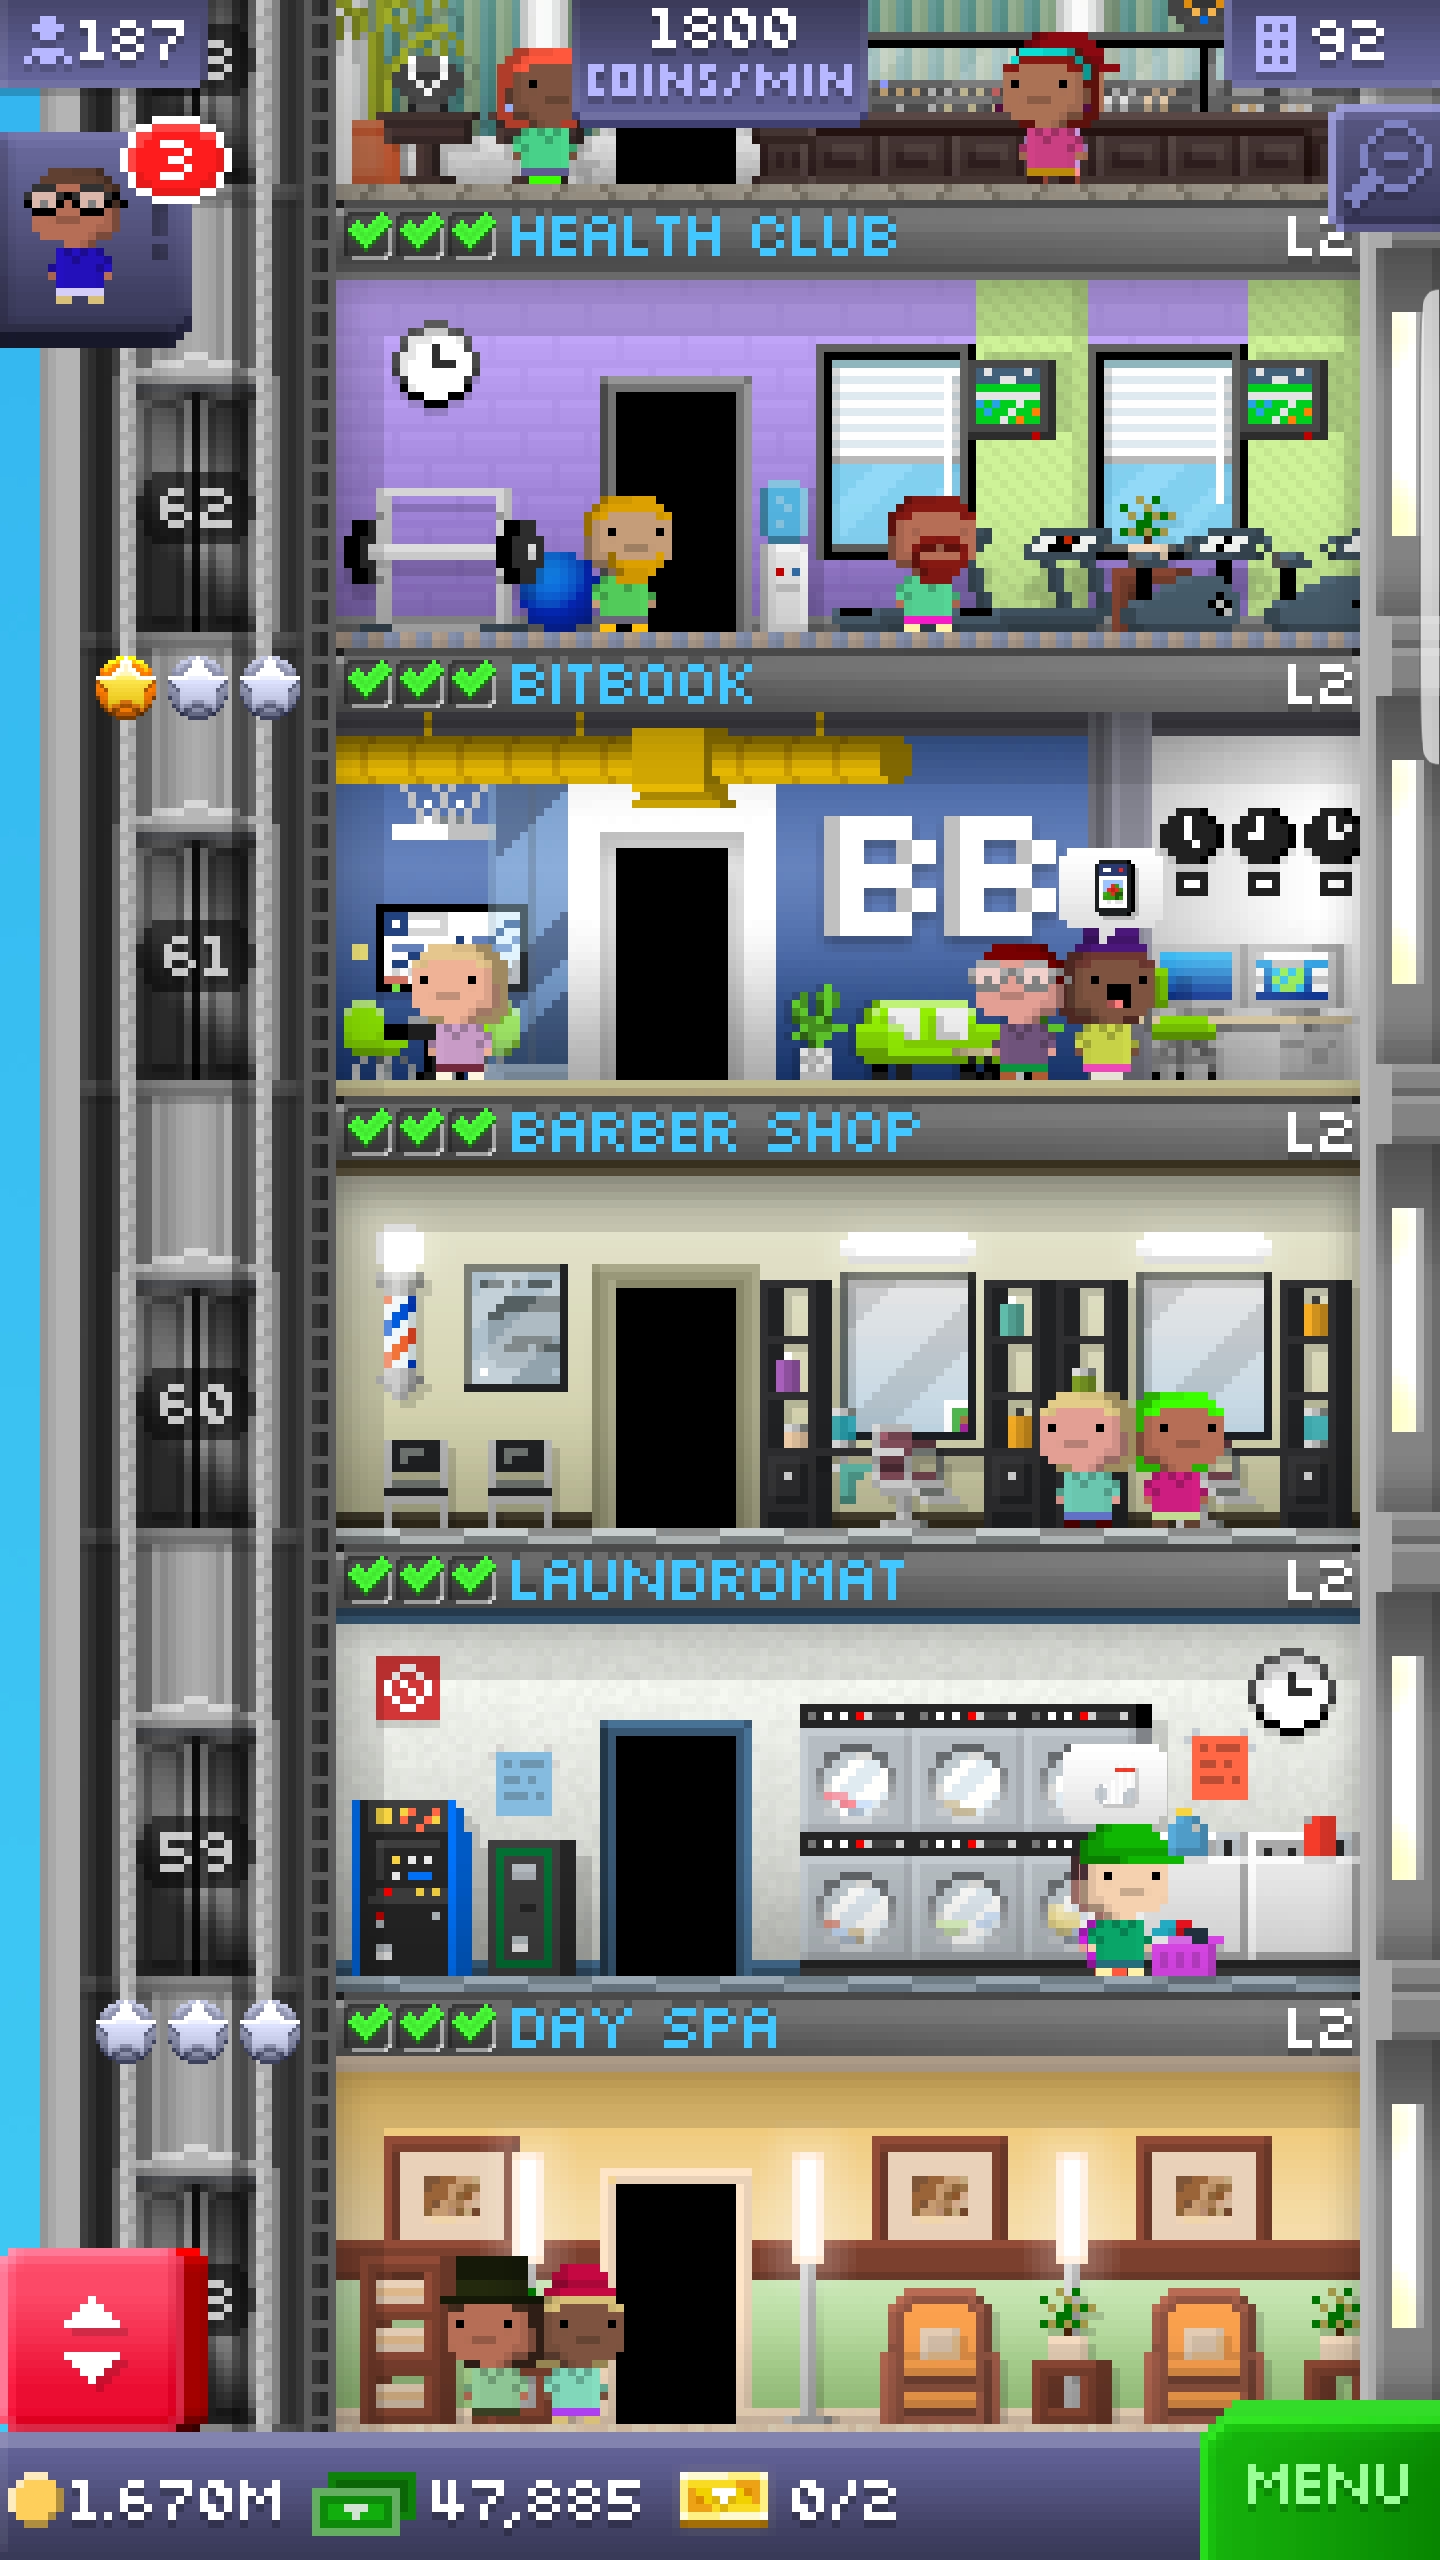 187
1800
COINS/MIN
92
3
HEALTH CLUB L2
62
BITBOOK L2
BB
61
BARBER SHOP L2
60
LAUNDROMAT L2
59
DAY SPA L2
1.670M 47,885 0/2
MENU